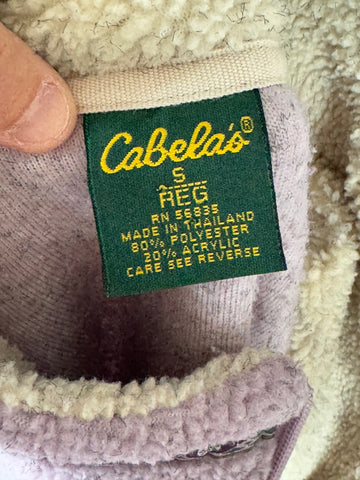 Cabela's®
S
REG
RN 56835
MADE IN THAILAND
80% POLYESTER
20% ACRYLIC
CARE SEE REVERSE